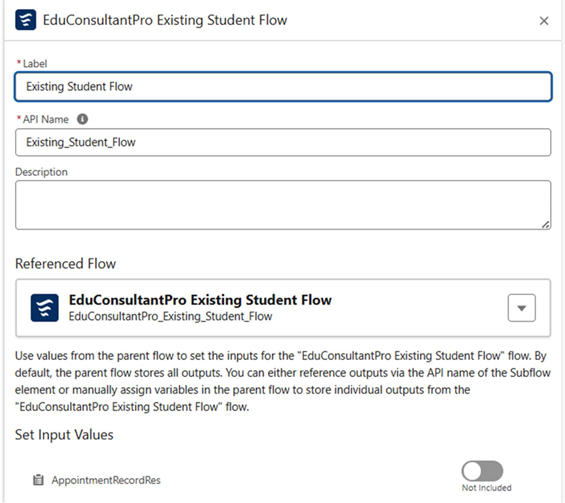 EduConsultantPro Existing Student Flow
* Label
Existing Student Flow
* API Name
Existing_Student_Flow
Description
Referenced Flow
EduConsultantPro Existing Student Flow
EduConsultantPro_Existing_Student_Flow
Use values from the parent flow to set the inputs for the "EduConsultantPro Existing Student Flow" flow. By
default, the parent flow stores all outputs. You can either reference outputs via the API name of the Subflow
element or manually assign variables in the parent flow to store individual outputs from the
"EduConsultantPro Existing Student Flow" flow.
Set Input Values
AppointmentRecordRes
Not Included